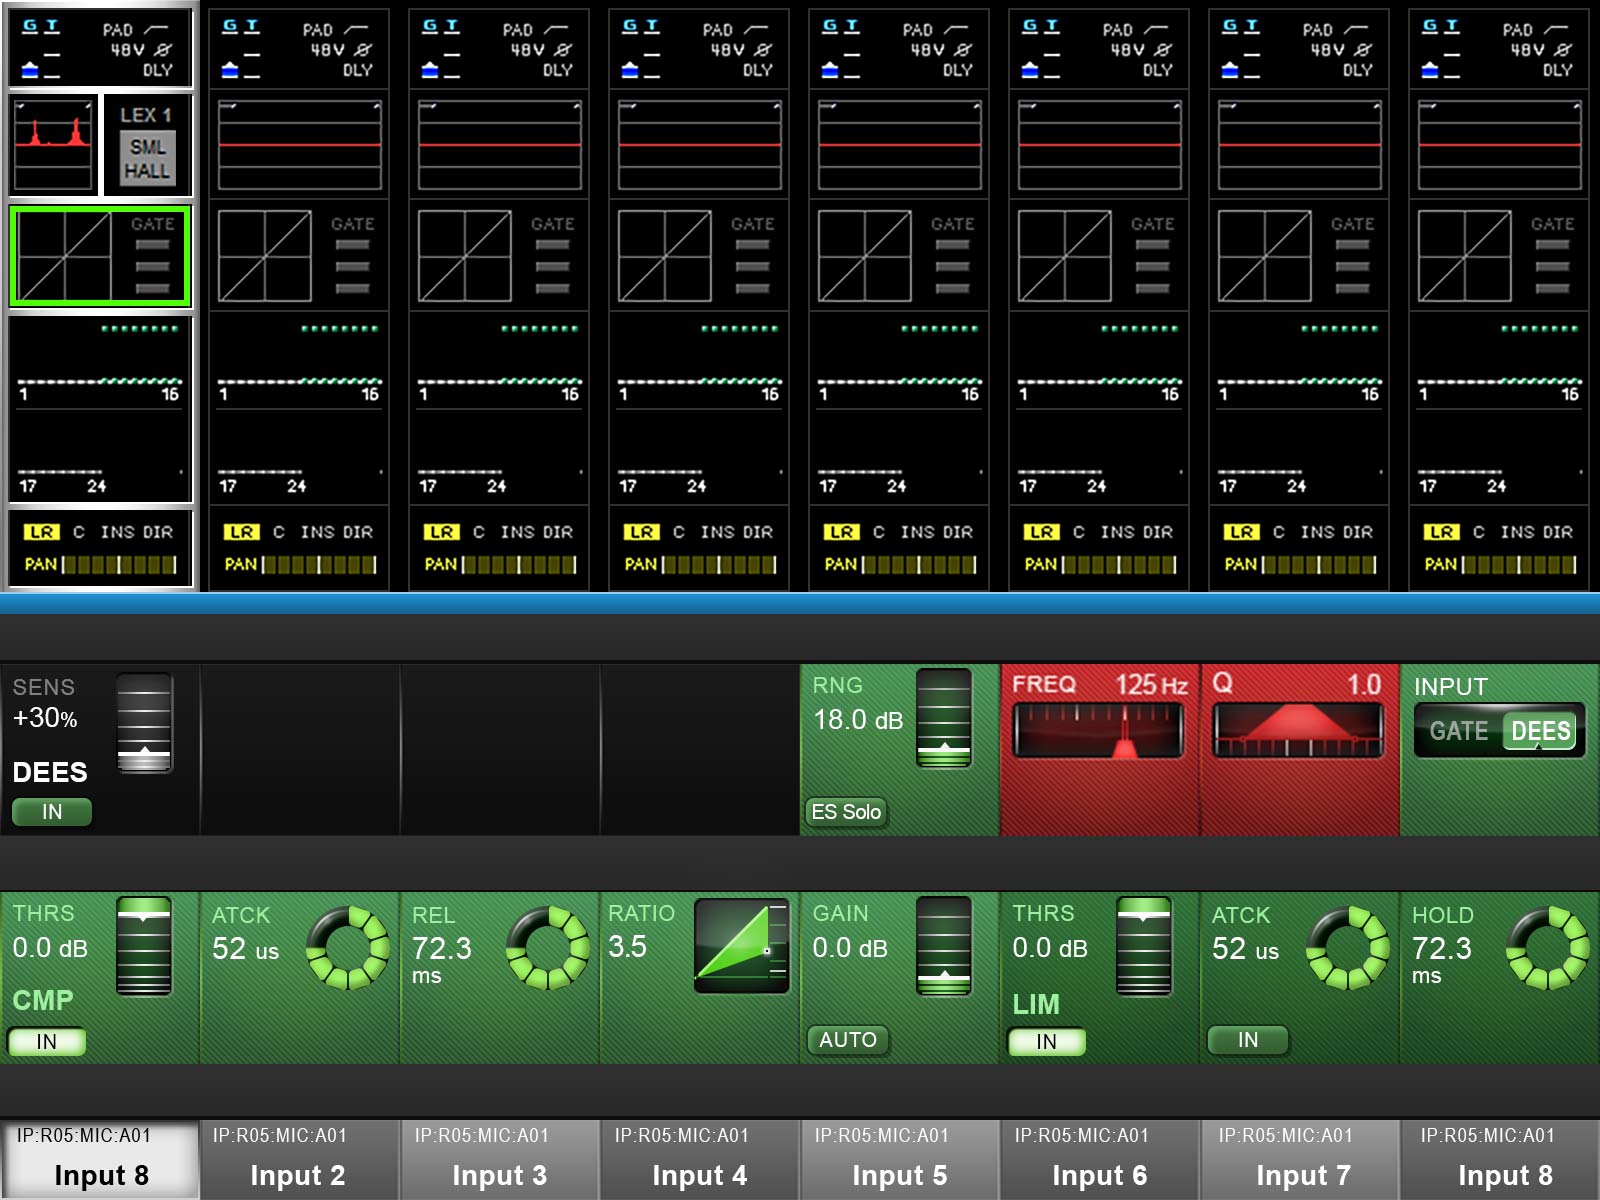 G T PAD G T PAD G T PAD G T PAD G T PAD G T PAD G T PAD G T PAD
48V 48V 48V 48V 48V 48V 48V 48V
DLY DLY DLY DLY DLY DLY DLY DLY
LEX 1
SML
HALL
GATE GATE GATE GATE GATE GATE GATE GATE
1 16 1 16 1 16 1 16 1 16 1 16 1 16 1 16
17 24 17 24 17 24 17 24 17 24 17 24 17 24 17 24
LR C INS DIR LR C INS DIR LR C INS DIR LR C INS DIR LR C INS DIR LR C INS DIR LR C INS DIR LR C INS DIR
PAN PAN PAN PAN PAN PAN PAN PAN
SENS RNG FREQ 125 Hz Q 1.0 INPUT
+30% 18.0 dB GATE DEES
DEES
IN ES Solo
THRS ATCK REL RATIO GAIN THRS ATCK HOLD
0.0 dB 52 us 72.3 3.5 0.0 dB 0.0 dB 52 us 72.3
ms ms
CMP LIM
IN AUTO IN IN
IP:R05:MIC:A01 IP:R05:MIC:A01 IP:R05:MIC:A01 IP:R05:MIC:A01 IP:R05:MIC:A01 IP:R05:MIC:A01 IP:R05:MIC:A01 IP:R05:MIC:A01
Input 8 Input 2 Input 3 Input 4 Input 5 Input 6 Input 7 Input 8